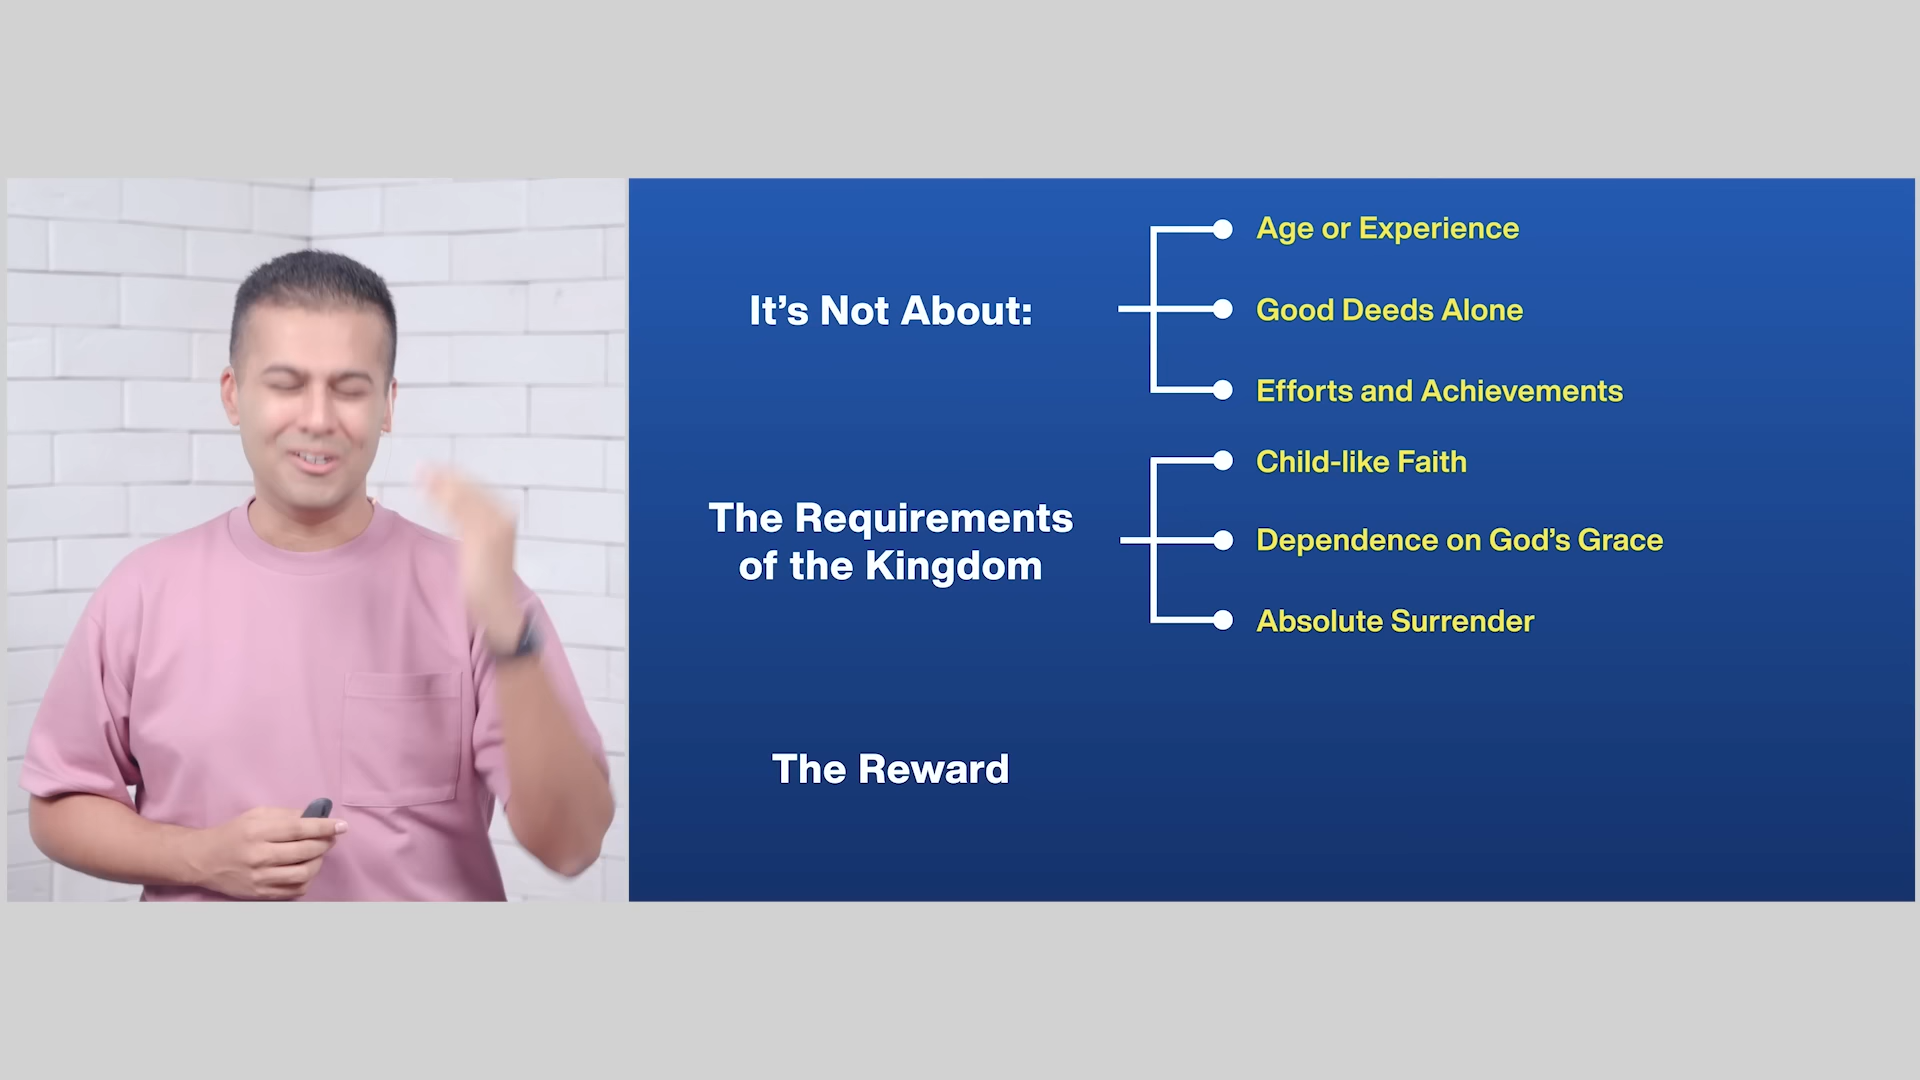 It’s Not About:
Age or Experience
Good Deeds Alone
Efforts and Achievements
The Requirements
of the Kingdom
Child-like Faith
Dependence on God’s Grace
Absolute Surrender
The Reward